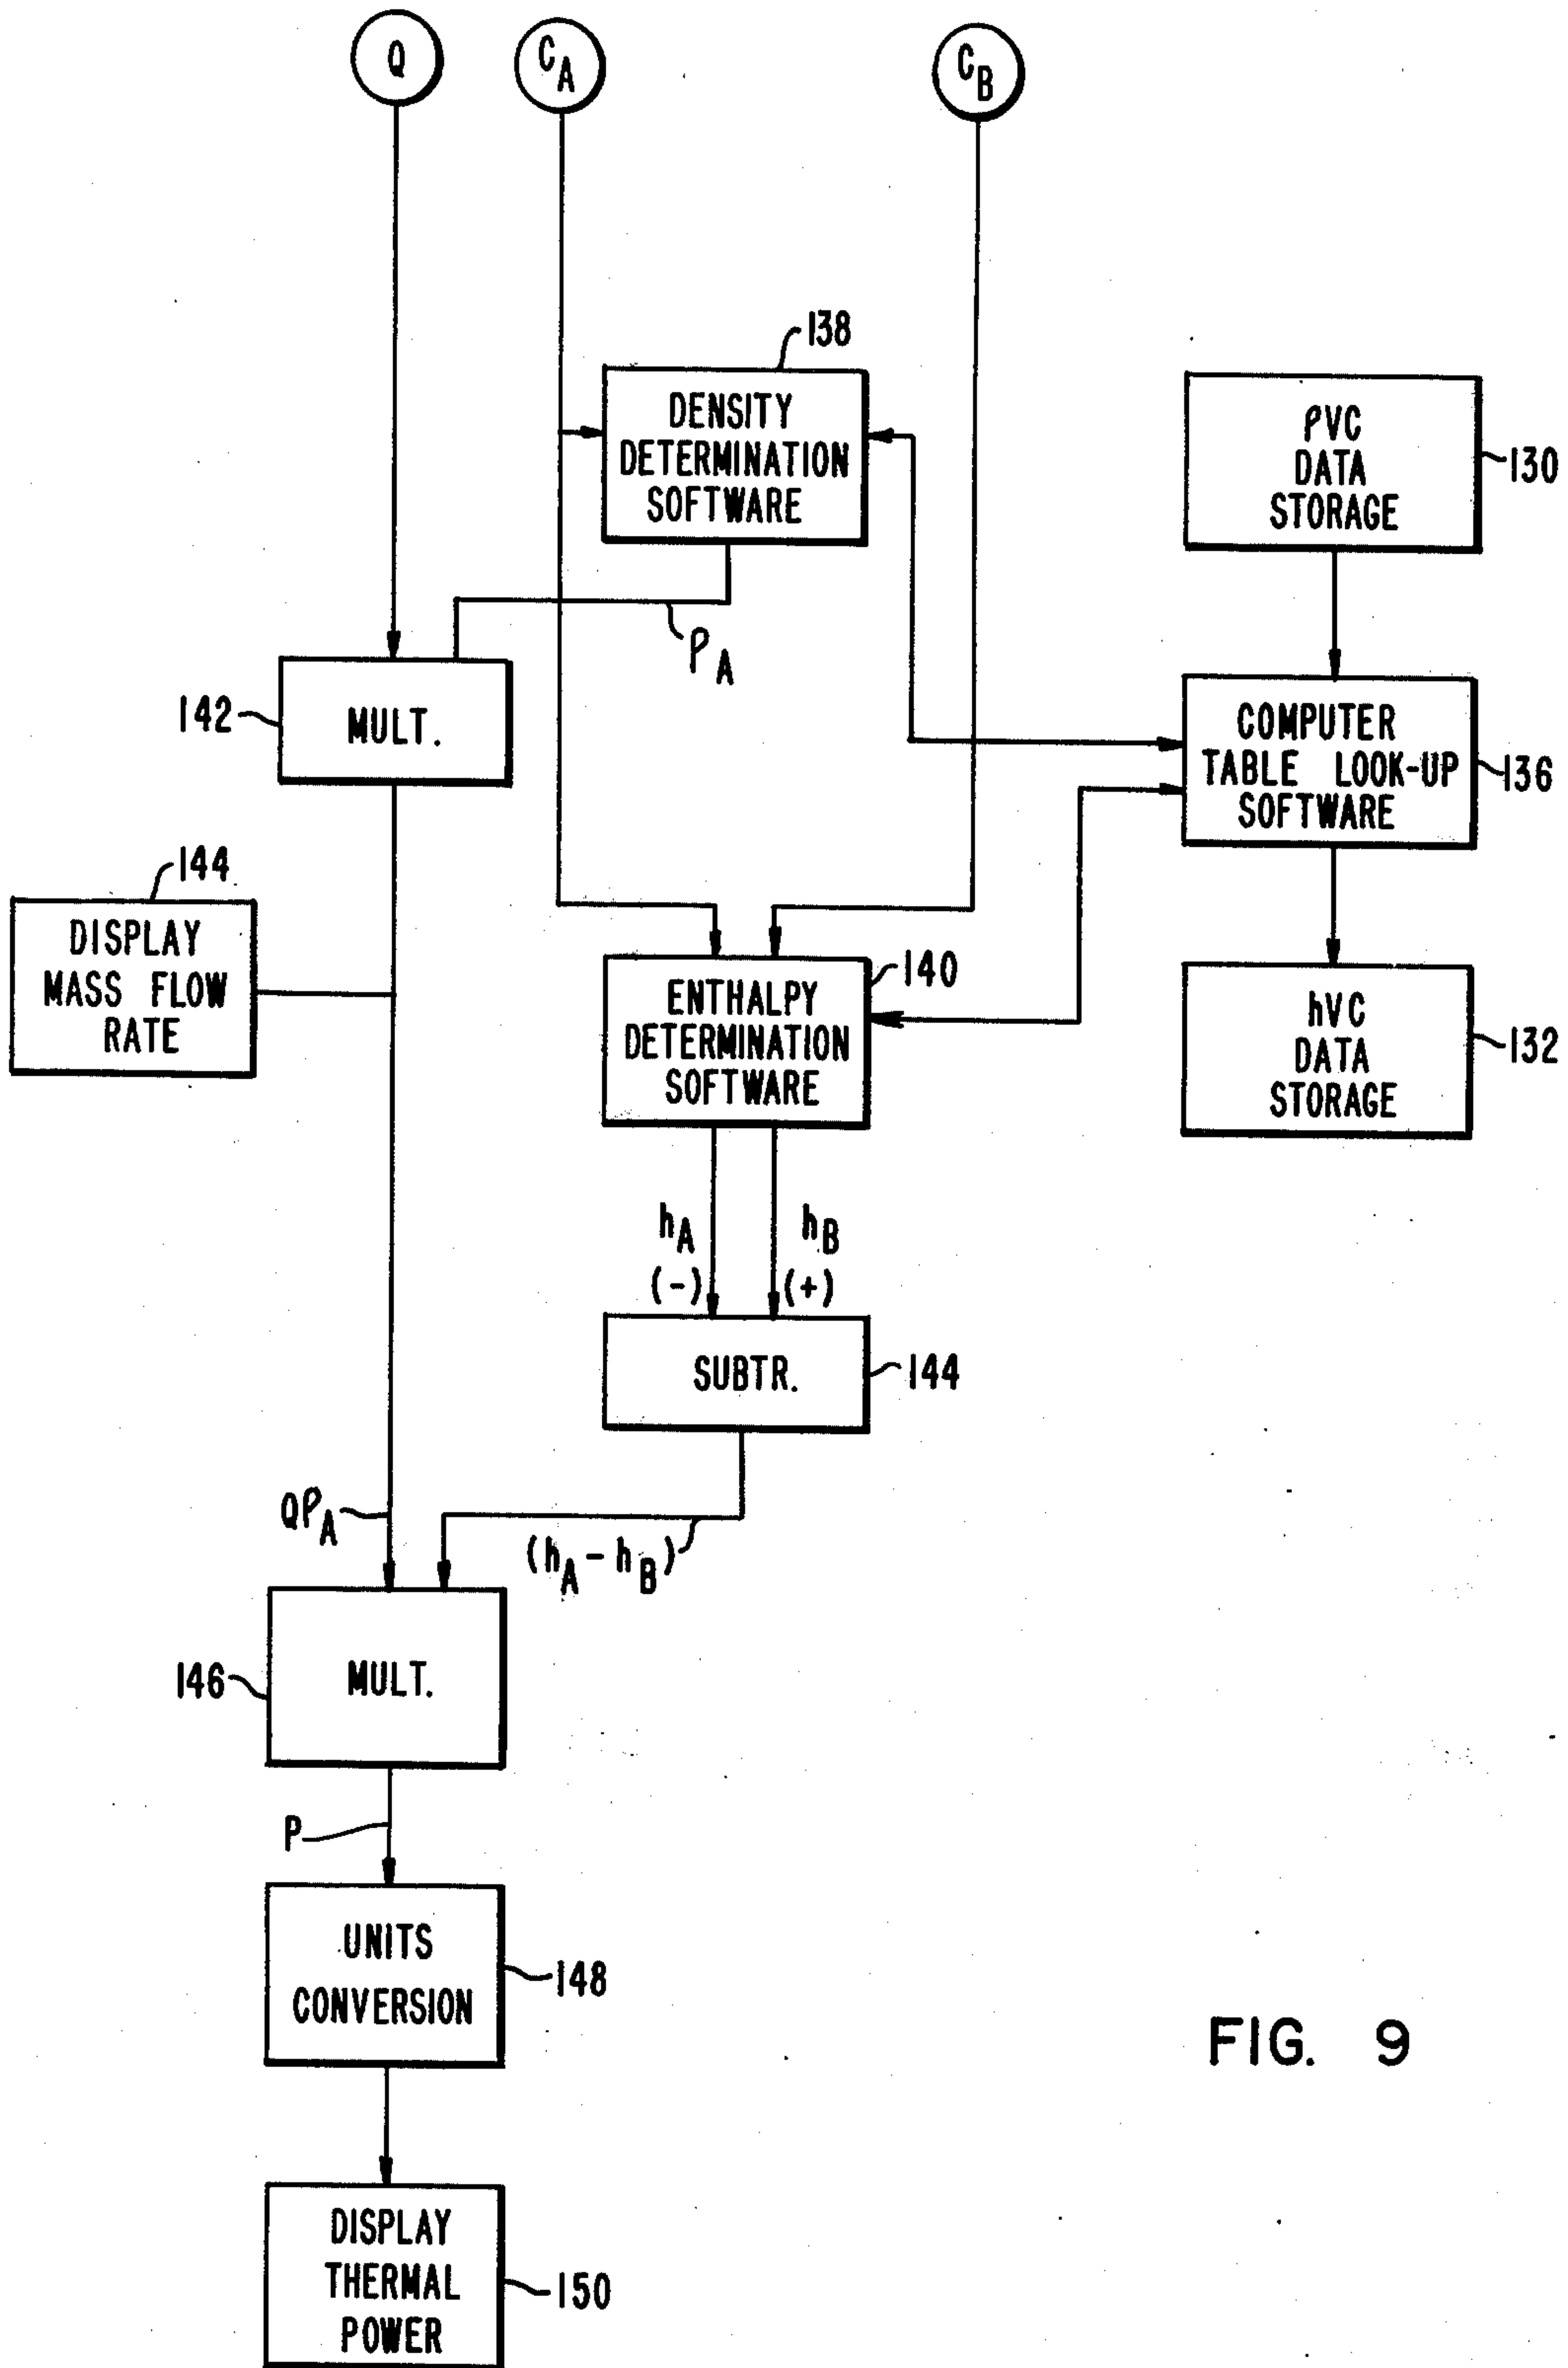 Q
C_A
C_B
138
DENSITY
DETERMINATION
SOFTWARE
ρVC
DATA
STORAGE
130
ρ_A
142
MULT.
COMPUTER
TABLE LOOK-UP
SOFTWARE
136
144
DISPLAY
MASS FLOW
RATE
140
ENTHALPY
DETERMINATION
SOFTWARE
hVC
DATA
STORAGE
132
h_A
(-)
h_B
(+)
SUBTR.
144
Qρ_A
(h_A - h_B)
146
MULT.
P
UNITS
CONVERSION
148
DISPLAY
THERMAL
POWER
150
FIG. 9